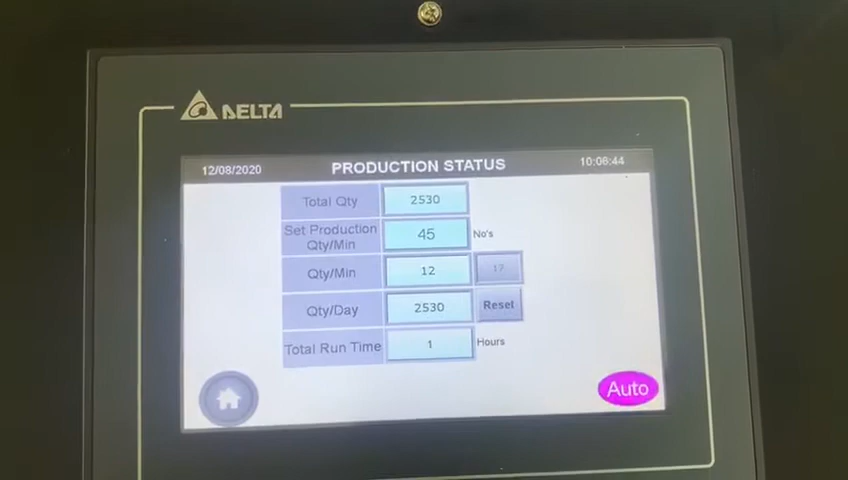 DELTA
12/08/2020
PRODUCTION STATUS
10:06:44
Total Qty
2530
Set Production
Qty/Min
45
No's
Qty/Min
12
17
Qty/Day
2530
Reset
Total Run Time
1
Hours
Auto